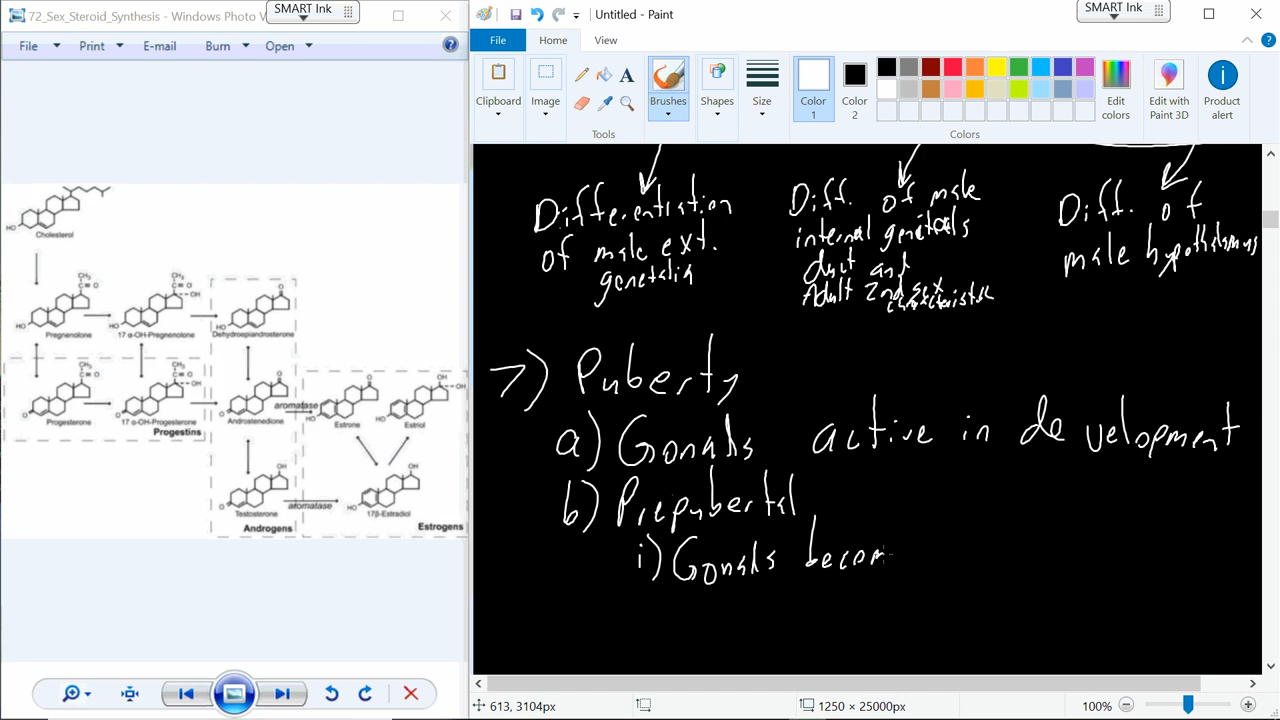 72_Sex_Steroid_Synthesis - Windows Photo V
SMART Ink
File Print E-mail Burn Open
Cholesterol
Pregnenolone
17 α-OH-Pregnenolone
Dehydroepiandrosterone
Progesterone
17 α-OH-Progesterone
Progestins
Androstenedione
aromatase
Estrone
Estriol
Testosterone
aromatase
17β-Estradiol
Androgens
Estrogens
Untitled - Paint
SMART Ink
File Home View
Clipboard
Image
Tools
Brushes
Shapes
Size
Color 1
Color 2
Colors
Edit colors
Edit with Paint 3D
Product alert
Differentiation
of male ext.
genetalia
Diff. of male
internal genitals
duct and
Adult 2nd sex
Diff. of
male hypothalamus
7) Puberty
a) Gonads active in development
b) Prepubertal
i) Gonads becom
613, 3104px
1250 × 25000px
100%